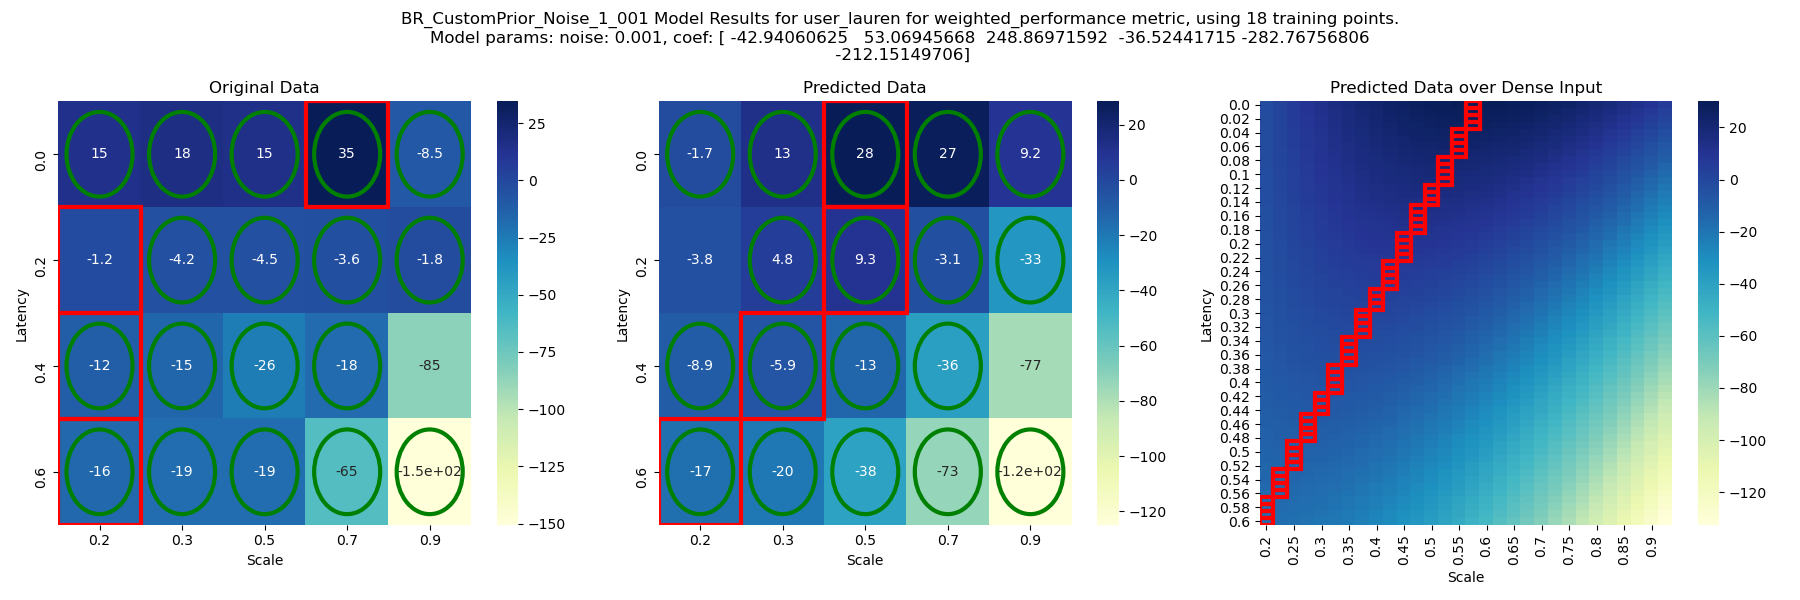 BR_CustomPrior_Noise_1_001 Model Results for user_lauren for weighted_performance metric, using 18 training points.
Model params: noise: 0.001, coef: [ -42.94060625   53.06945668  248.86971592  -36.52441715 -282.76756806
-212.15149706]
Original Data
Latency
0.0
15 18 15 35 -8.5
0.2
-1.2 -4.2 -4.5 -3.6 -1.8
0.4
-12 -15 -26 -18 -85
0.6
-16 -19 -19 -65 -1.5e+02
0.2 0.3 0.5 0.7 0.9
Scale
25
0
−25
−50
−75
−100
−125
−150
Predicted Data
Latency
0.0
-1.7 13 28 27 9.2
0.2
-3.8 4.8 9.3 -3.1 -33
0.4
-8.9 -5.9 -13 -36 -77
0.6
-17 -20 -38 -73 -1.2e+02
0.2 0.3 0.5 0.7 0.9
Scale
20
0
−20
−40
−60
−80
−100
−120
Predicted Data over Dense Input
Latency
0.0
0.02
0.04
0.06
0.08
0.11
0.12
0.14
0.16
0.18
0.2
0.22
0.24
0.26
0.28
0.3
0.32
0.34
0.36
0.38
0.4
0.42
0.44
0.46
0.48
0.5
0.52
0.54
0.56
0.58
0.6
0.2 0.25 0.3 0.35 0.4 0.45 0.5 0.55 0.6 0.65 0.7 0.75 0.8 0.85 0.9
Scale
20
0
−20
−40
−60
−80
−100
−120